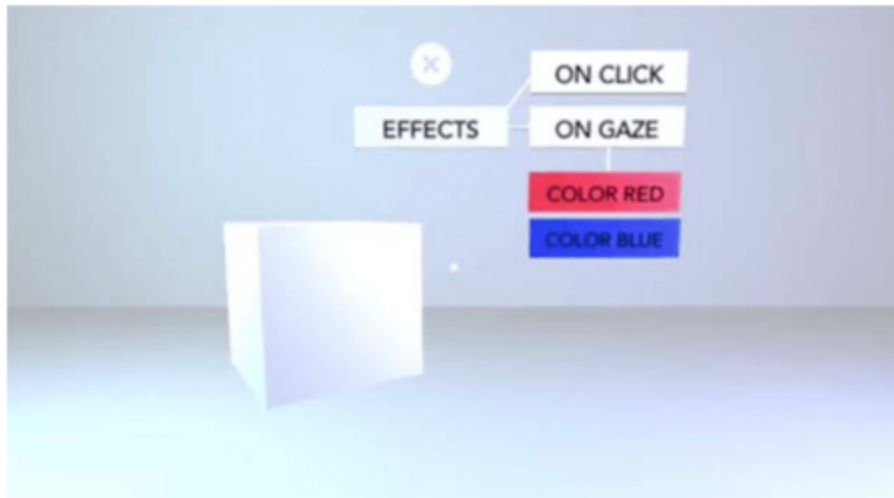 ON CLICK
EFFECTS
ON GAZE
COLOR RED
COLOR BLUE